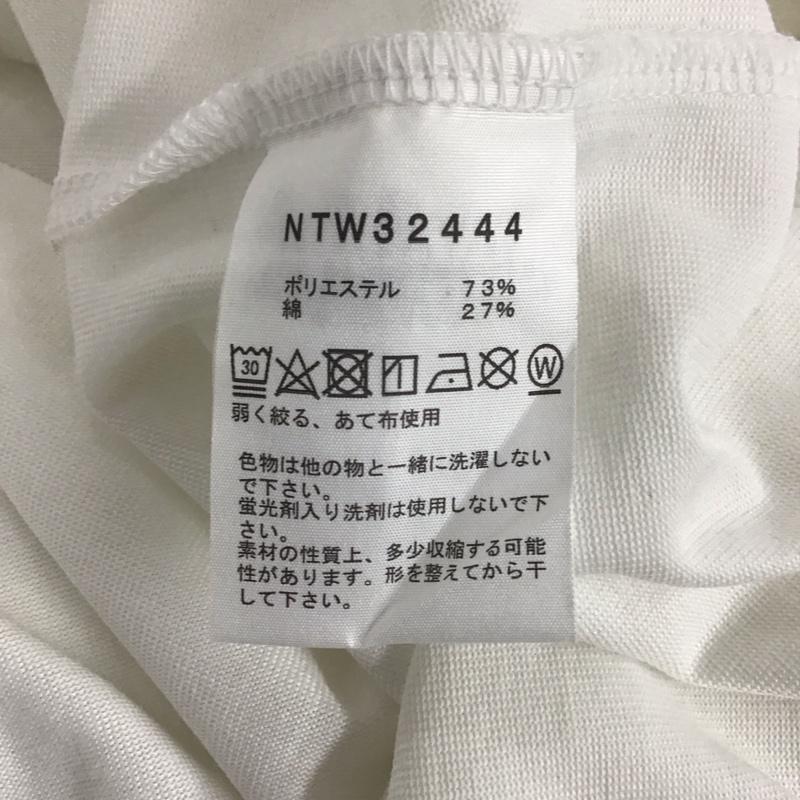 NTW32444
ポリエステル 73%
綿 27%
30
W
弱く絞る、あて布使用
色物は他の物と一緒に洗濯しない
で下さい。
蛍光剤入り洗剤は使用しないで下
さい。
素材の性質上、多少収縮する可能
性があります。形を整えてから干
して下さい。